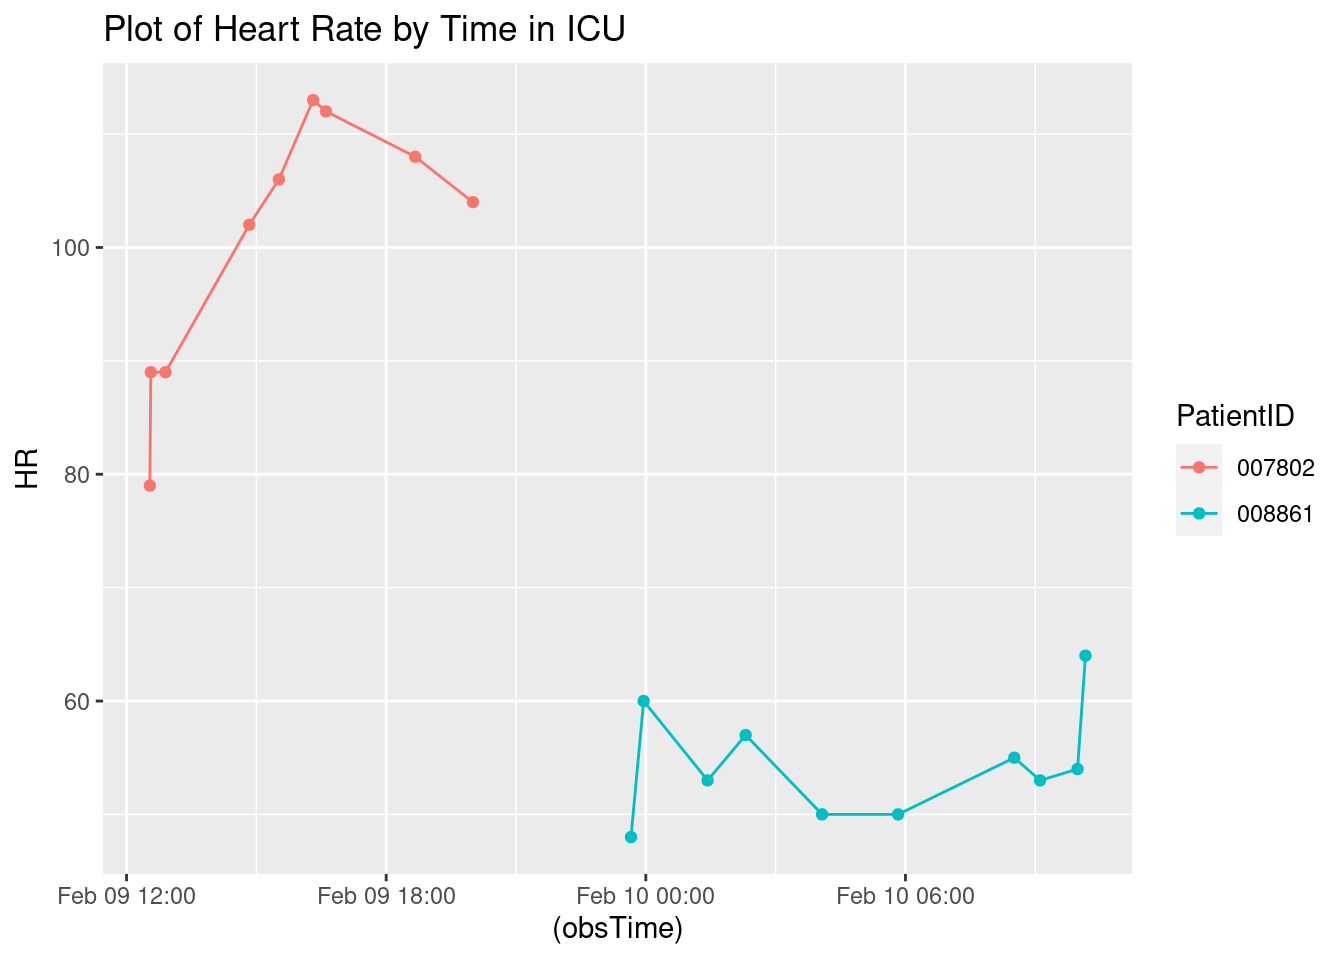 Plot of Heart Rate by Time in ICU
HR
100
80
60
Feb 09 12:00
Feb 09 18:00
Feb 10 00:00
Feb 10 06:00
(obsTime)
PatientID
007802
008861